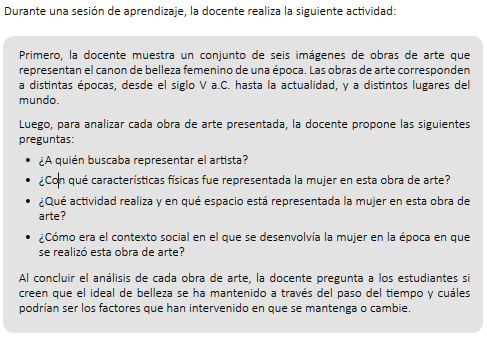 Durante una sesión de aprendizaje, la docente realiza la siguiente actividad:
Primero, la docente muestra un conjunto de seis imágenes de obras de arte que
representan el canon de belleza femenino de una época. Las obras de arte corresponden
a distintas épocas, desde el siglo V a.C. hasta la actualidad, y a distintos lugares del
mundo.
Luego, para analizar cada obra de arte presentada, la docente propone las siguientes
preguntas:
• ¿A quién buscaba representar el artista?
• ¿Con qué características físicas fue representada la mujer en esta obra de arte?
• ¿Qué actividad realiza y en qué espacio está representada la mujer en esta obra de
arte?
• ¿Cómo era el contexto social en el que se desenvolvía la mujer en la época en que
se realizó esta obra de arte?
Al concluir el análisis de cada obra de arte, la docente pregunta a los estudiantes si
creen que el ideal de belleza se ha mantenido a través del paso del tiempo y cuáles
podrían ser los factores que han intervenido en que se mantenga o cambie.